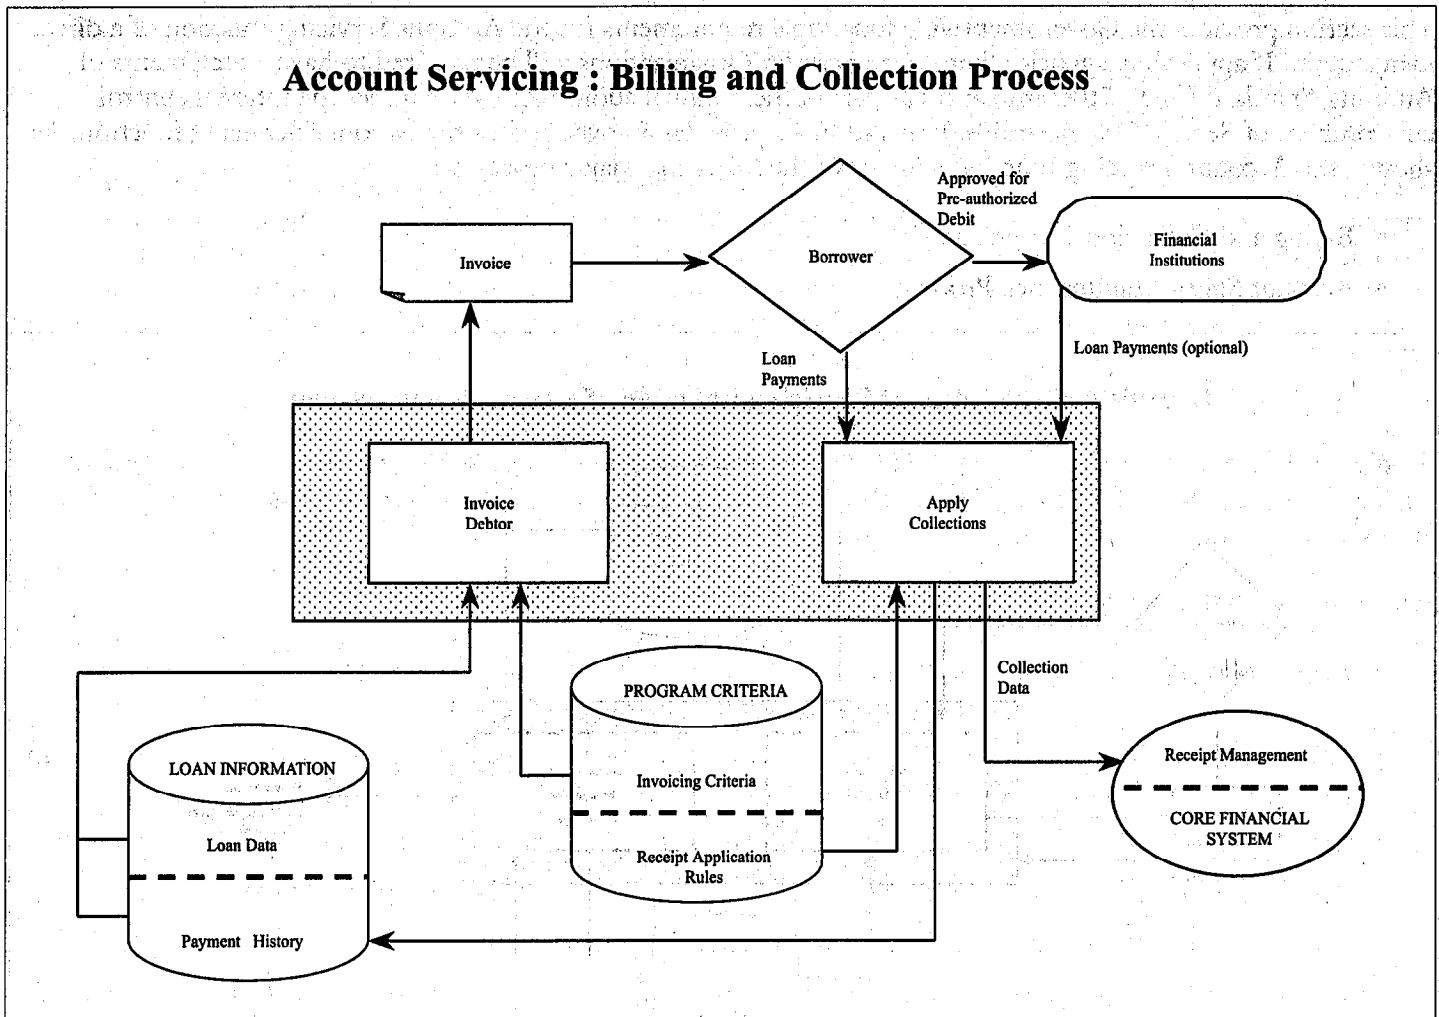 Account Servicing : Billing and Collection Process
Approved for
Pre-authorized
Debit
Invoice
Borrower
Financial
Institutions
Loan
Payments
Loan Payments (optional)
Invoice
Debtor
Apply
Collections
Collection
Data
PROGRAM CRITERIA
Invoicing Criteria
Receipt Application
Rules
LOAN INFORMATION
Loan Data
Payment History
Receipt Management
CORE FINANCIAL
SYSTEM